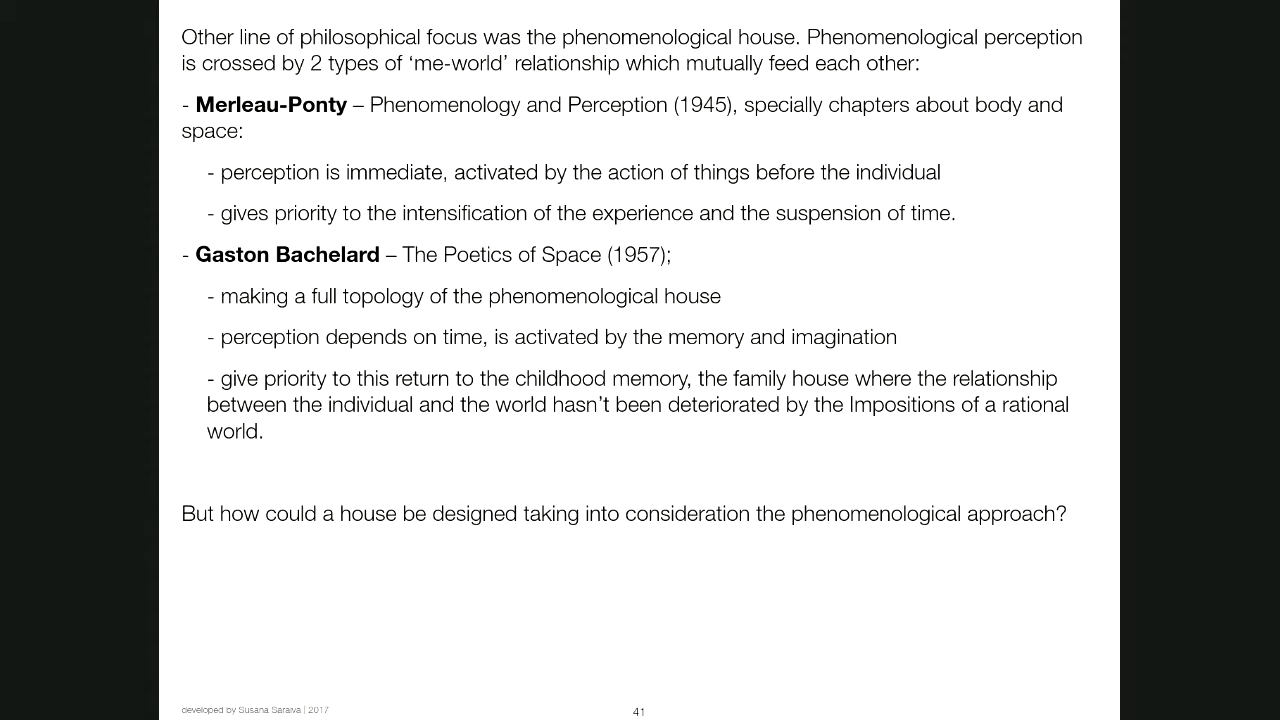 Other line of philosophical focus was the phenomenological house. Phenomenological perception
is crossed by 2 types of ‘me-world’ relationship which mutually feed each other:
- Merleau-Ponty – Phenomenology and Perception (1945), specially chapters about body and
space:
- perception is immediate, activated by the action of things before the individual
- gives priority to the intensification of the experience and the suspension of time.
- Gaston Bachelard – The Poetics of Space (1957);
- making a full topology of the phenomenological house
- perception depends on time, is activated by the memory and imagination
- give priority to this return to the childhood memory, the family house where the relationship
between the individual and the world hasn’t been deteriorated by the Impositions of a rational
world.
But how could a house be designed taking into consideration the phenomenological approach?
developed by Susana Saraiva | 2017
41